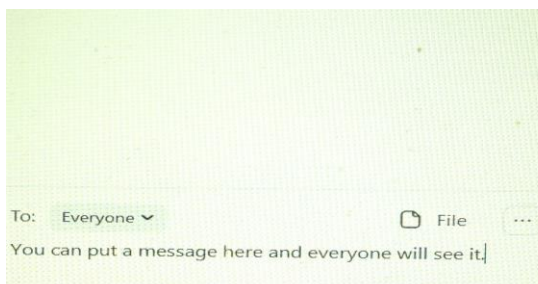 To: Everyone File ...
You can put a message here and everyone will see it.